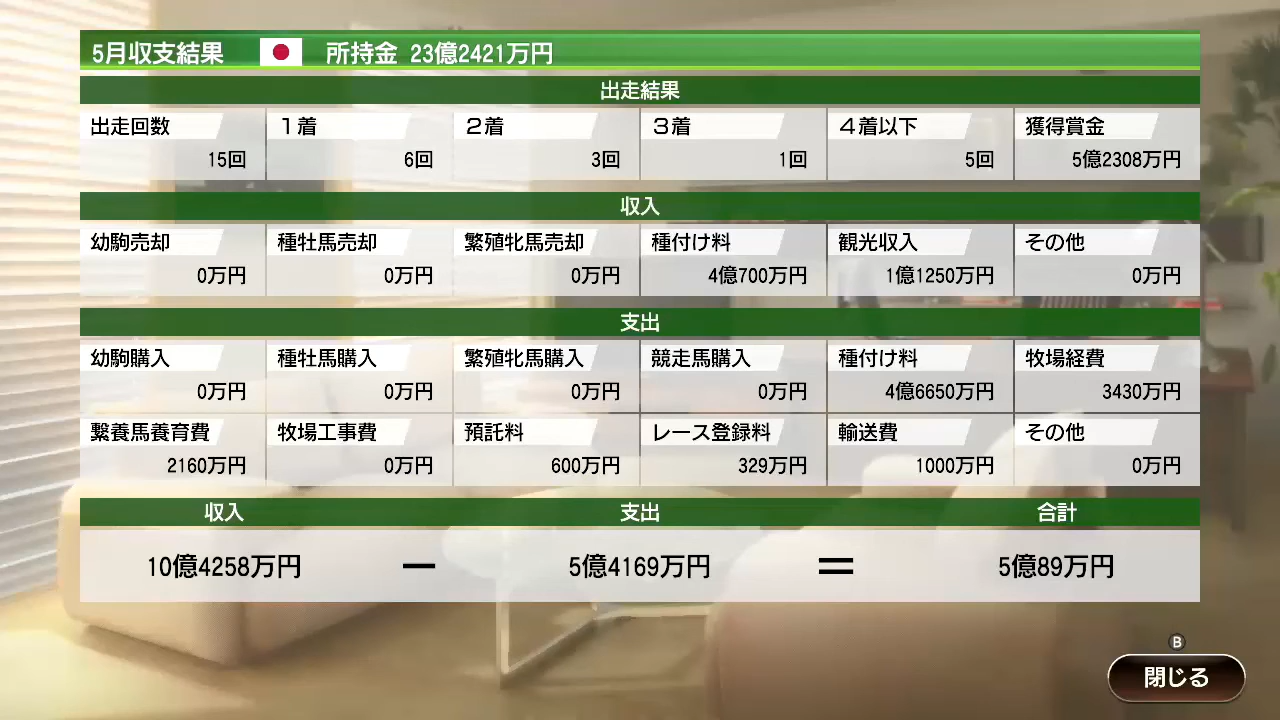 5月収支結果 所持金 23億2421万円
出走結果
出走回数 1着 2着 3着 4着以下 獲得賞金
15回 6回 3回 1回 5回 5億2308万円
収入
幼駒売却 種牡馬売却 繁殖牝馬売却 種付け料 観光収入 その他
0万円 0万円 0万円 4億700万円 1億1250万円 0万円
支出
幼駒購入 種牡馬購入 繁殖牝馬購入 競走馬購入 種付け料 牧場経費
0万円 0万円 0万円 0万円 4億6650万円 3430万円
繋養馬養育費 牧場工事費 預託料 レース登録料 輸送費 その他
2160万円 0万円 600万円 329万円 1000万円 0万円
収入 支出 合計
10億4258万円 ー 5億4169万円 = 5億89万円
B
閉じる